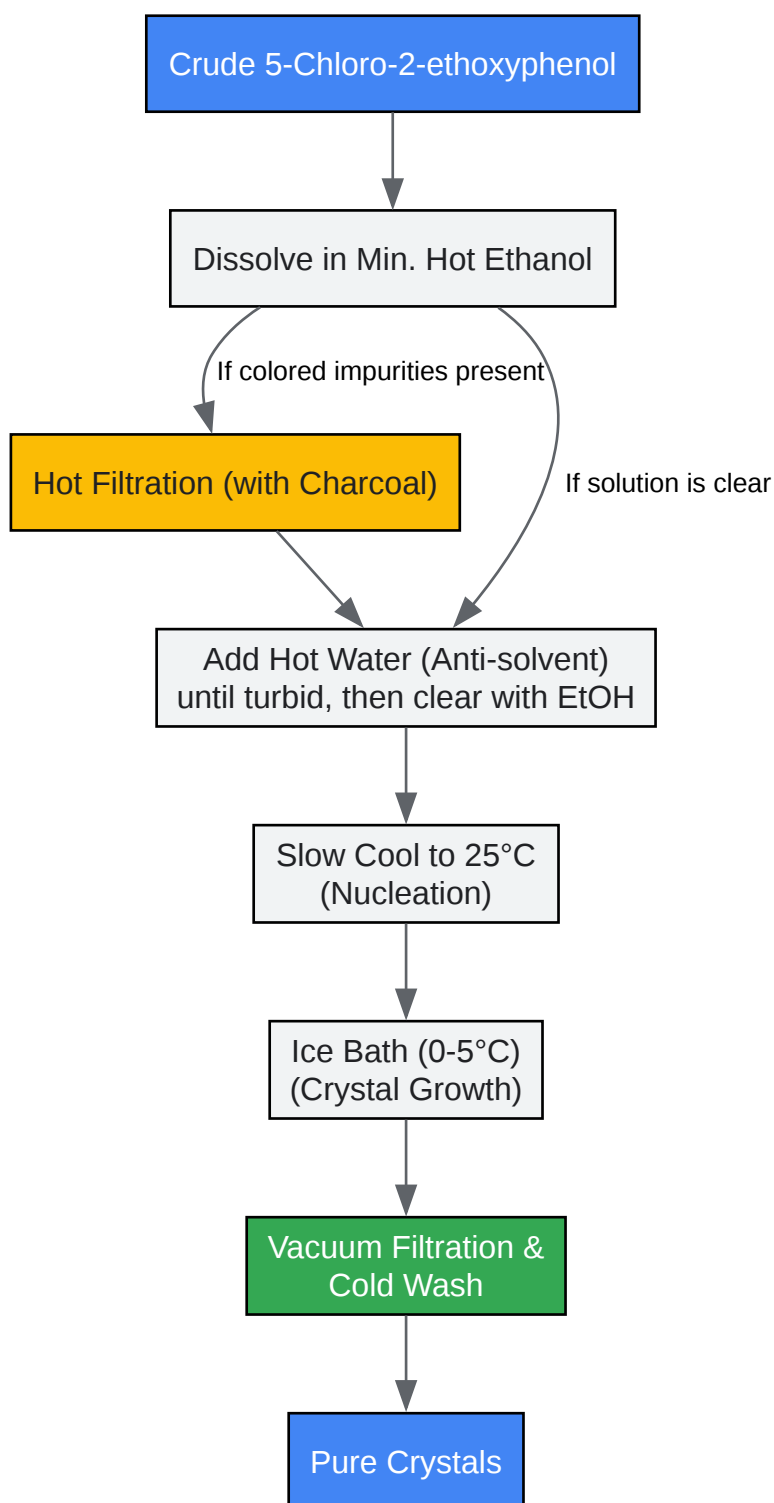 Crude 5-Chloro-2-ethoxyphenol
Dissolve in Min. Hot Ethanol
If colored impurities present
Hot Filtration (with Charcoal)
If solution is clear
Add Hot Water (Anti-solvent)
until turbid, then clear with EtOH
Slow Cool to 25°C
(Nucleation)
Ice Bath (0-5°C)
(Crystal Growth)
Vacuum Filtration &
Cold Wash
Pure Crystals